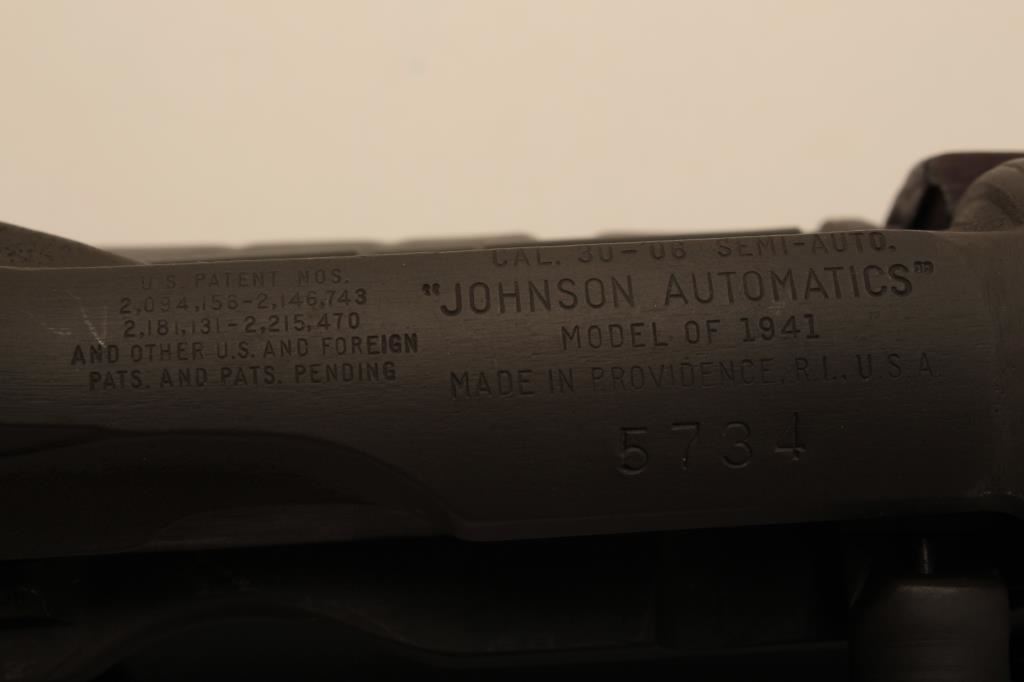 U.S. PATENT NOS.
2,094,156-2,146,743
2,181,131-2,215,470
AND OTHER U.S. AND FOREIGN
PATS. AND PATS. PENDING
CAL. 30-06 SEMI-AUTO.
"JOHNSON AUTOMATICS"
MODEL OF 1941
MADE IN PROVIDENCE, R.I., U.S.A.
5734